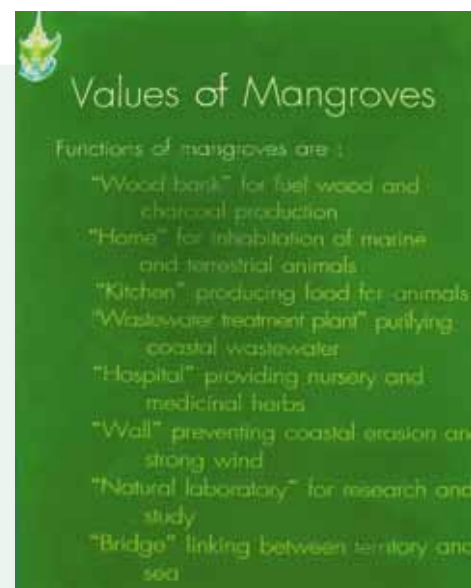 Values of Mangroves
Functions of mangroves are :
"Wood bank" for fuel wood and
charcoal production
"Home" for inhabitation of marine
and terrestrial animals
"Kitchen" producing food for animals
"Wastewater treatment plant" purifying
coastal wastewater
"Hospital" providing nursery and
medicinal herbs
"Wall" preventing coastal erosion and
strong wind
"Natural laboratory" for research and
study
"Bridge" linking between territory and
sea